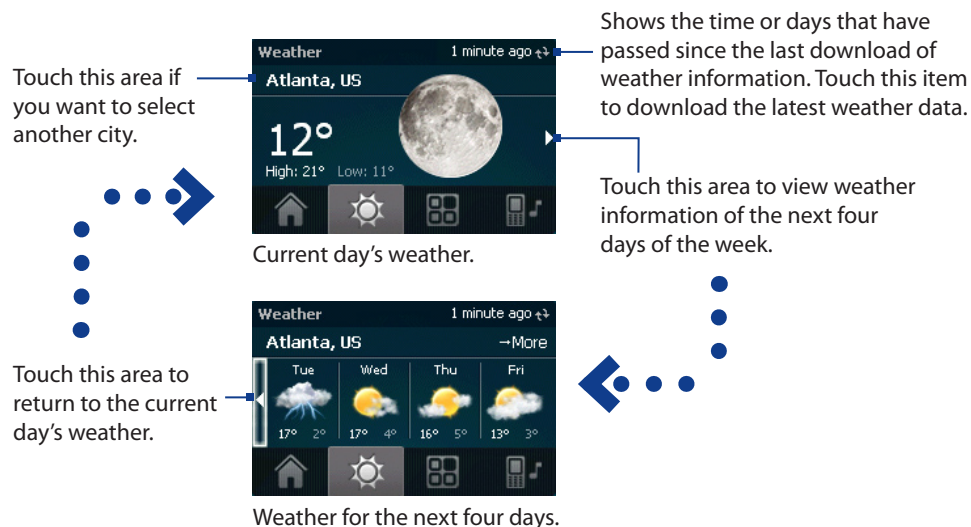 Shows the time or days that have
passed since the last download of
weather information. Touch this item
to download the latest weather data.
Touch this area if
you want to select
another city.
Weather 1 minute ago
Atlanta, US
12°
High: 21° Low: 11°
Touch this area to view weather
information of the next four
days of the week.
Current day’s weather.
Weather 1 minute ago
Atlanta, US →More
Tue Wed Thu Fri
17° 2° 17° 4° 16° 5° 13° 3°
Touch this area to
return to the current
day’s weather.
Weather for the next four days.